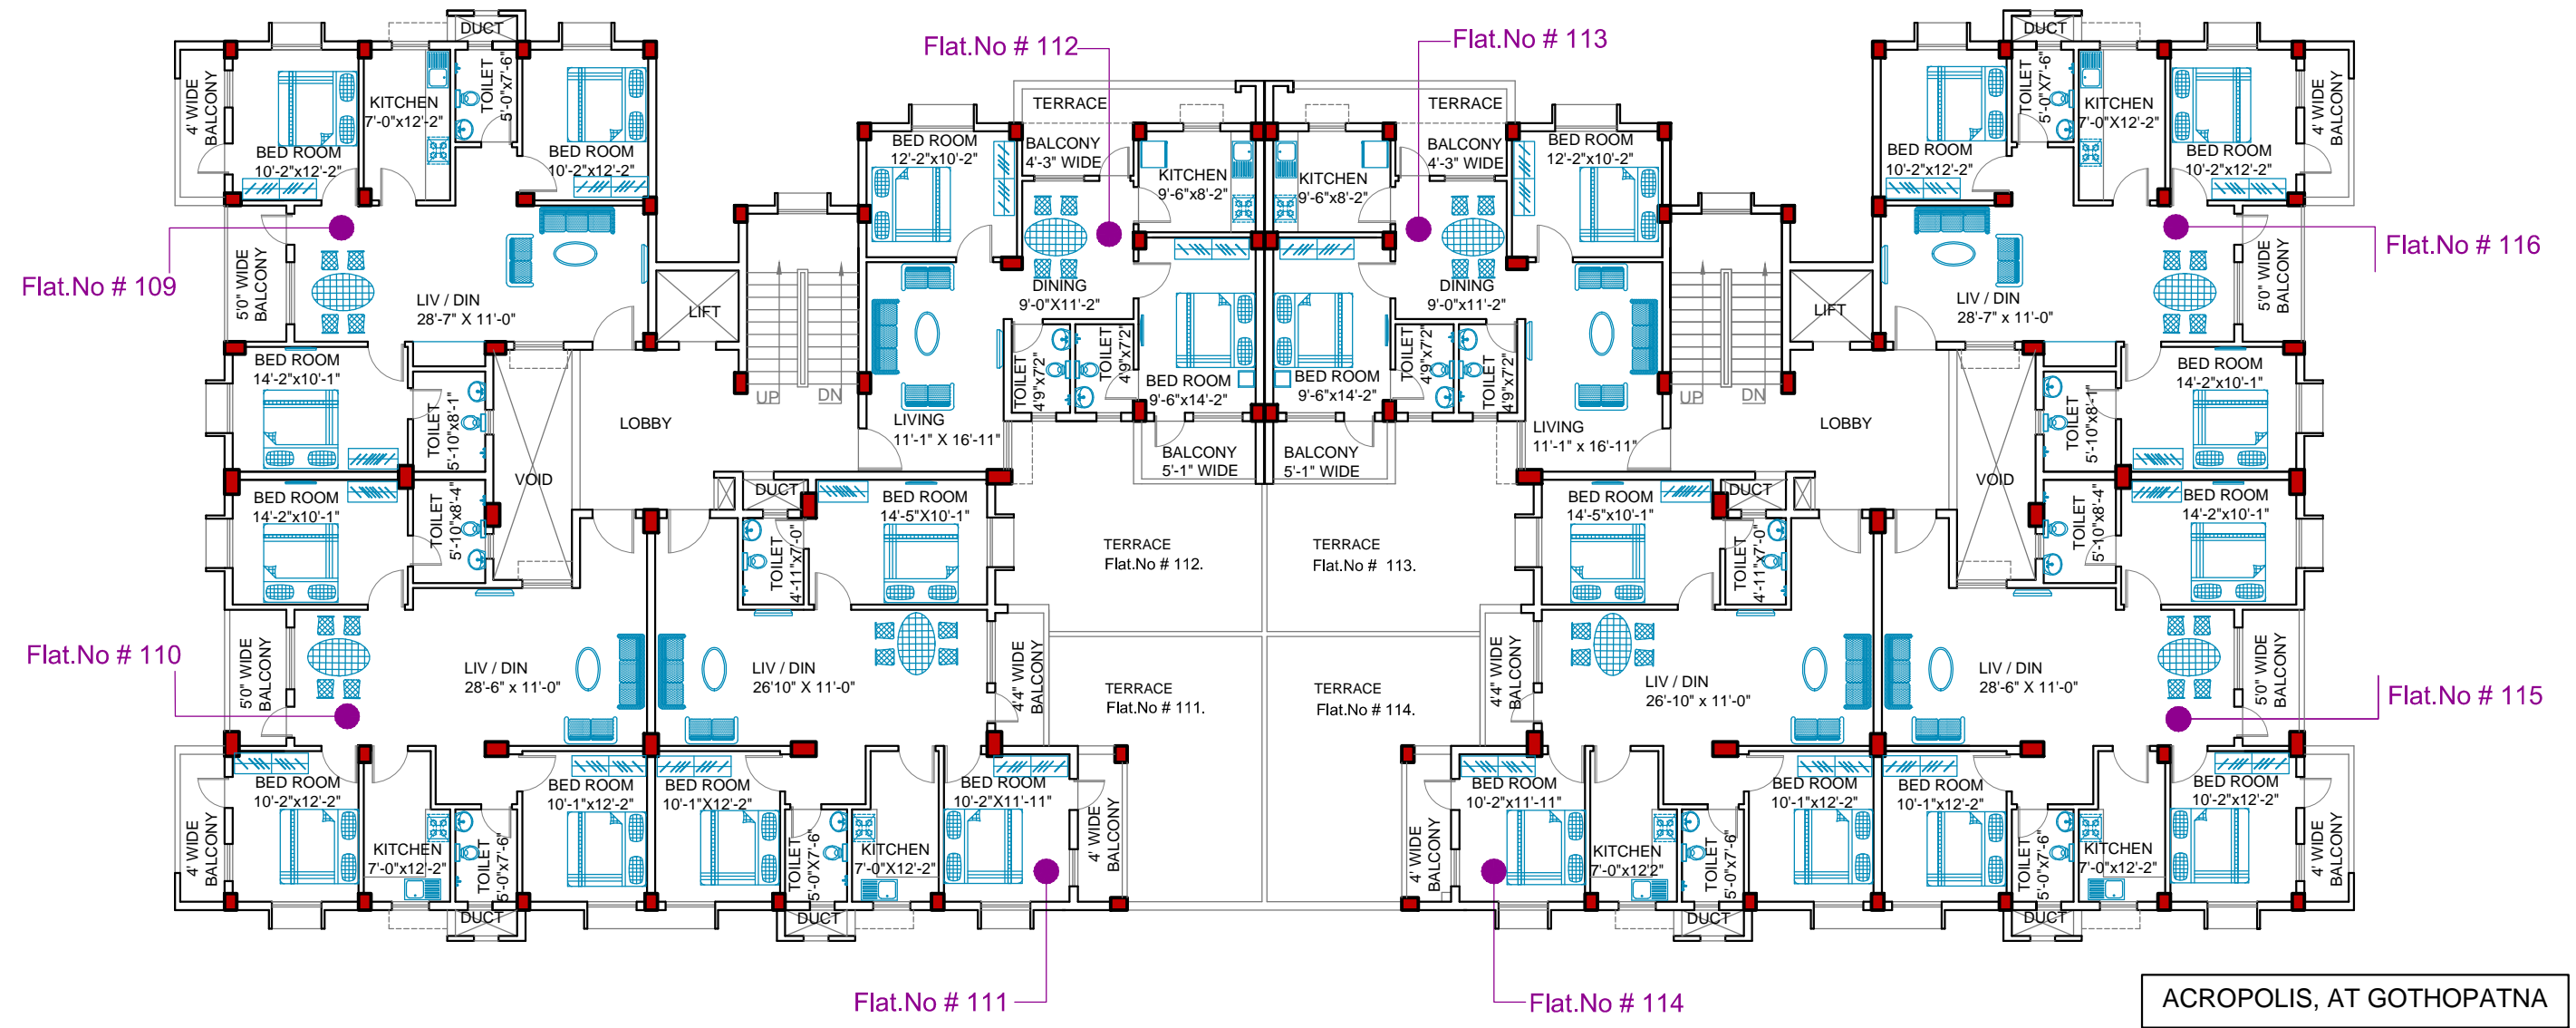 Flat.No # 109
4' WIDE
BALCONY
BED ROOM
10'-2"x12'-2"
KITCHEN
7'-0"x12'-2"
DUCT
TOILET
5'-0"X7'-6"
BED ROOM
10'-2"x12'-2"
5'0" WIDE
BALCONY
LIV / DIN
28'-7" X 11'-0"
BED ROOM
14'-2"x10'-1"
TOILET
5'-10"x8'-1"
VOID
LOBBY
LIFT
UP
DN
Flat.No # 110
BED ROOM
14'-2"x10'-1"
TOILET
5'-10"x8'-4"
5'0" WIDE
BALCONY
LIV / DIN
28'-6" x 11'-0"
4' WIDE
BALCONY
BED ROOM
10'-2"x12'-2"
KITCHEN
7'-0"x12'-2"
TOILET
5'-0"x7'-6"
DUCT
BED ROOM
10'-1"x12'-2"
Flat.No # 111
DUCT
TOILET
4'-11"x7'-0"
BED ROOM
14'-5"X10'-1"
LIV / DIN
26'10" X 11'-0"
4'4" WIDE
BALCONY
BED ROOM
10'-1"X12'-2"
TOILET
5'-0"X7'-6"
DUCT
KITCHEN
7'-0"X12'-2"
BED ROOM
10'-2"X11'-11"
4' WIDE
BALCONY
TERRACE
Flat.No # 111.
Flat.No # 112
TERRACE
BALCONY
4'-3" WIDE
BED ROOM
12'-2"x10'-2"
KITCHEN
9'-6"x8'-2"
DINING
9'-0"X11'-2"
TOILET
4'9"x7'2"
TOILET
4'9"x7'2"
BED ROOM
9'-6"x14'-2"
LIVING
11'-1" X 16'-11"
BALCONY
5'-1" WIDE
TERRACE
Flat.No # 112.
Flat.No # 113
TERRACE
BALCONY
4'-3" WIDE
BED ROOM
12'-2"x10'-2"
KITCHEN
9'-6"x8'-2"
DINING
9'-0"x11'-2"
TOILET
4'9"x7'2"
TOILET
4'9"x7'2"
BED ROOM
9'-6"x14'-2"
LIVING
11'-1" x 16'-11"
BALCONY
5'-1" WIDE
TERRACE
Flat.No # 113.
UP
DN
LIFT
LOBBY
VOID
Flat.No # 114
DUCT
BED ROOM
14'-5"x10'-1"
TOILET
4'-11"x7'-0"
4'4" WIDE
BALCONY
LIV / DIN
26'-10" x 11'-0"
TERRACE
Flat.No # 114.
4' WIDE
BALCONY
BED ROOM
10'-2"x11'-11"
KITCHEN
7'-0"x12'2"
TOILET
5'-0"x7'-6"
DUCT
BED ROOM
10'-1"x12'-2"
Flat.No # 115
BED ROOM
14'-2"x10'-1"
TOILET
5'-10"x8'-4"
LIV / DIN
28'-6" X 11'-0"
5'0" WIDE
BALCONY
BED ROOM
10'-1"x12'-2"
TOILET
5'-0"x7'-6"
DUCT
KITCHEN
7'-0"x12'-2"
BED ROOM
10'-2"x12'-2"
4' WIDE
BALCONY
Flat.No # 116
DUCT
BED ROOM
10'-2"x12'-2"
TOILET
5'-0"X7'-6"
KITCHEN
7'-0"X12'-2"
BED ROOM
10'-2"x12'-2"
4' WIDE
BALCONY
LIV / DIN
28'-7" x 11'-0"
5'0" WIDE
BALCONY
BED ROOM
14'-2"x10'-1"
TOILET
5'-10"x8'-1"
ACROPOLIS, AT GOTHOPATNA